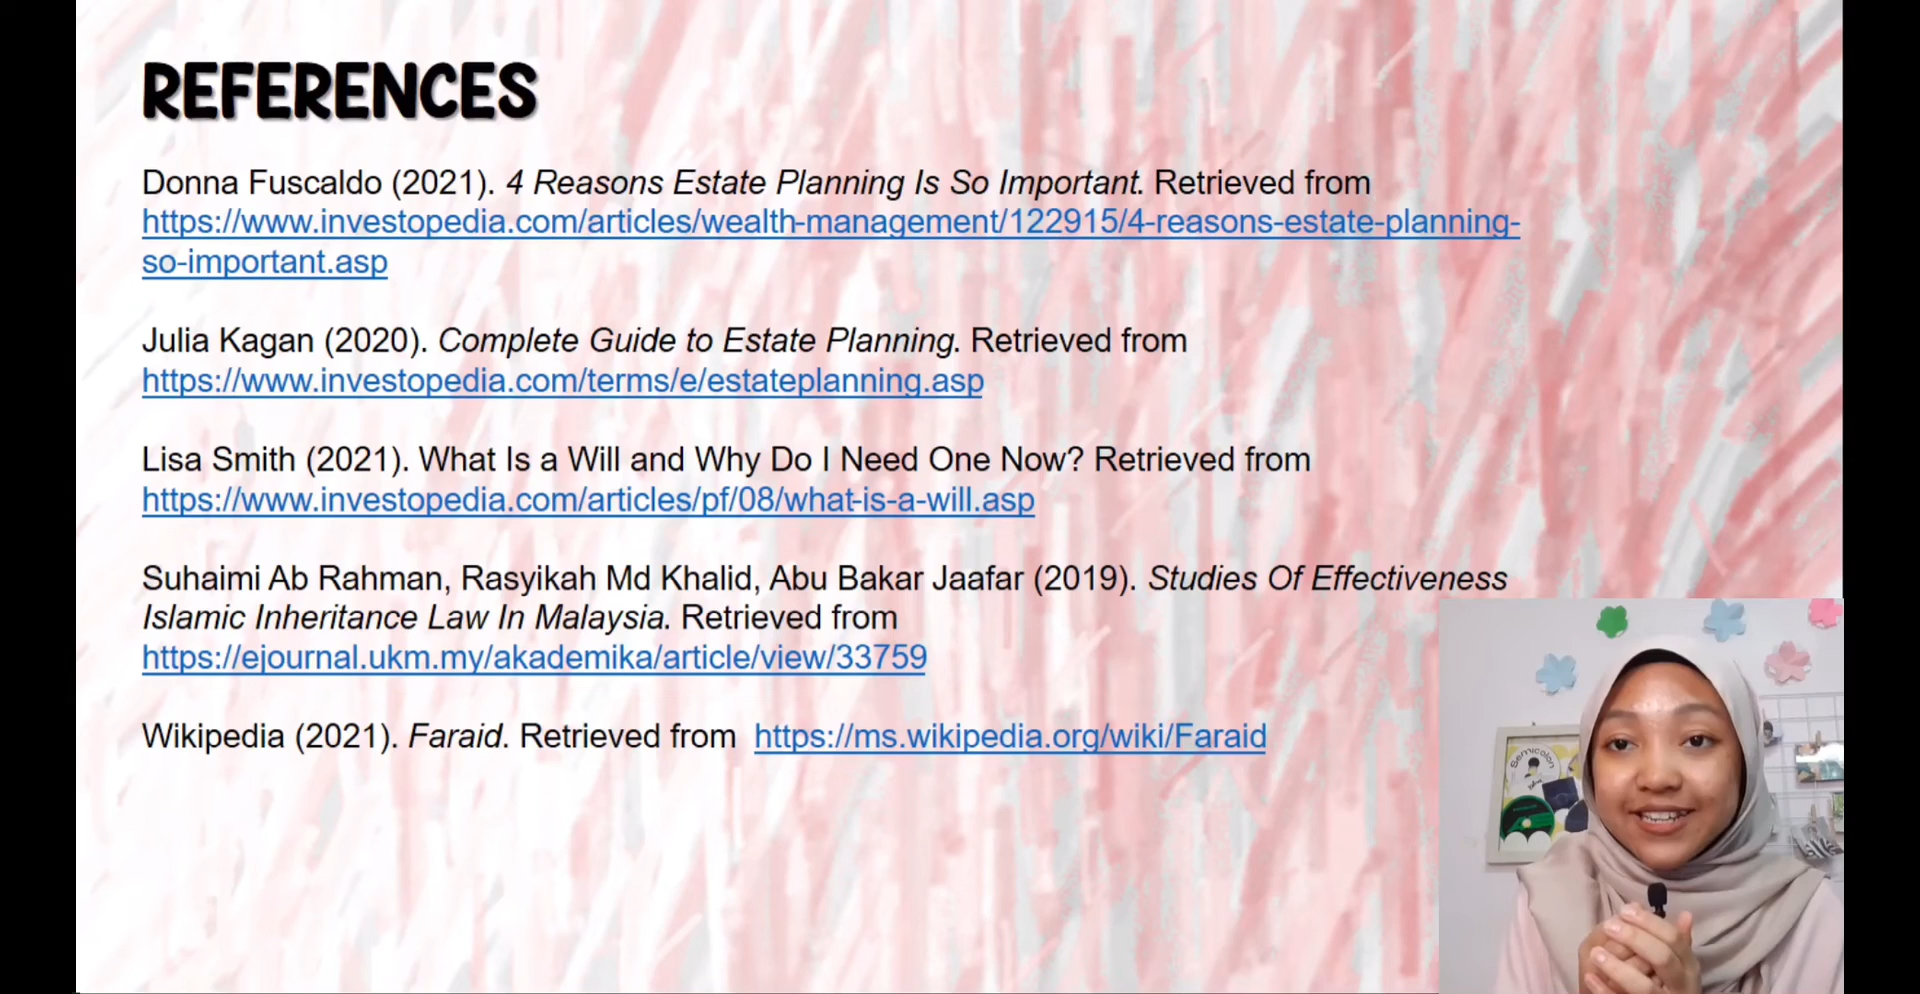 REFERENCES
Donna Fuscaldo (2021). 4 Reasons Estate Planning Is So Important. Retrieved from
https://www.investopedia.com/articles/wealth-management/122915/4-reasons-estate-planning-
so-important.asp
Julia Kagan (2020). Complete Guide to Estate Planning. Retrieved from
https://www.investopedia.com/terms/e/estateplanning.asp
Lisa Smith (2021). What Is a Will and Why Do I Need One Now? Retrieved from
https://www.investopedia.com/articles/pf/08/what-is-a-will.asp
Suhaimi Ab Rahman, Rasyikah Md Khalid, Abu Bakar Jaafar (2019). Studies Of Effectiveness
Islamic Inheritance Law In Malaysia. Retrieved from
https://ejournal.ukm.my/akademika/article/view/33759
Wikipedia (2021). Faraid. Retrieved from https://ms.wikipedia.org/wiki/Faraid
Semicolon